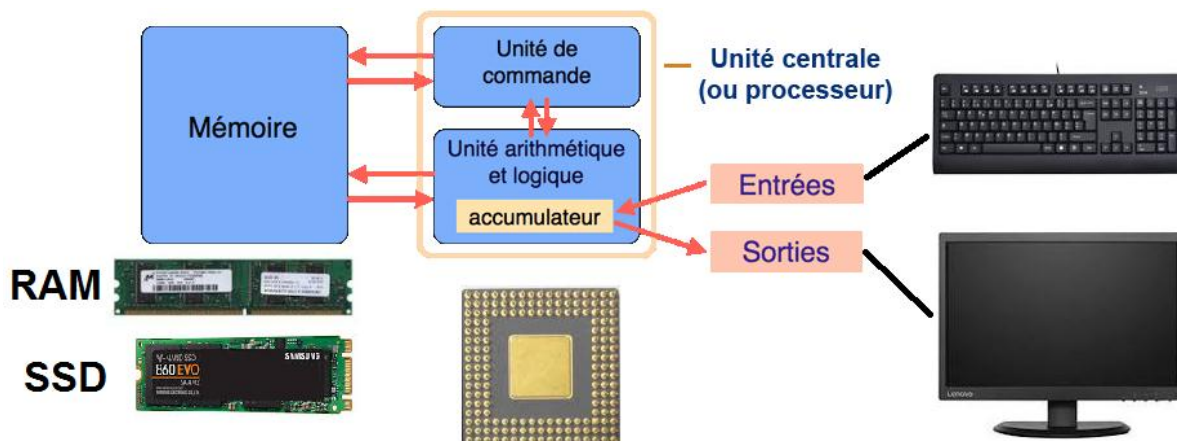 Mémoire
Unité de
commande
Unité arithmétique
et logique
accumulateur
Unité centrale
(ou processeur)
Entrées
Sorties
RAM
SSD
SAMSUNG
860 EVO
Lenovo